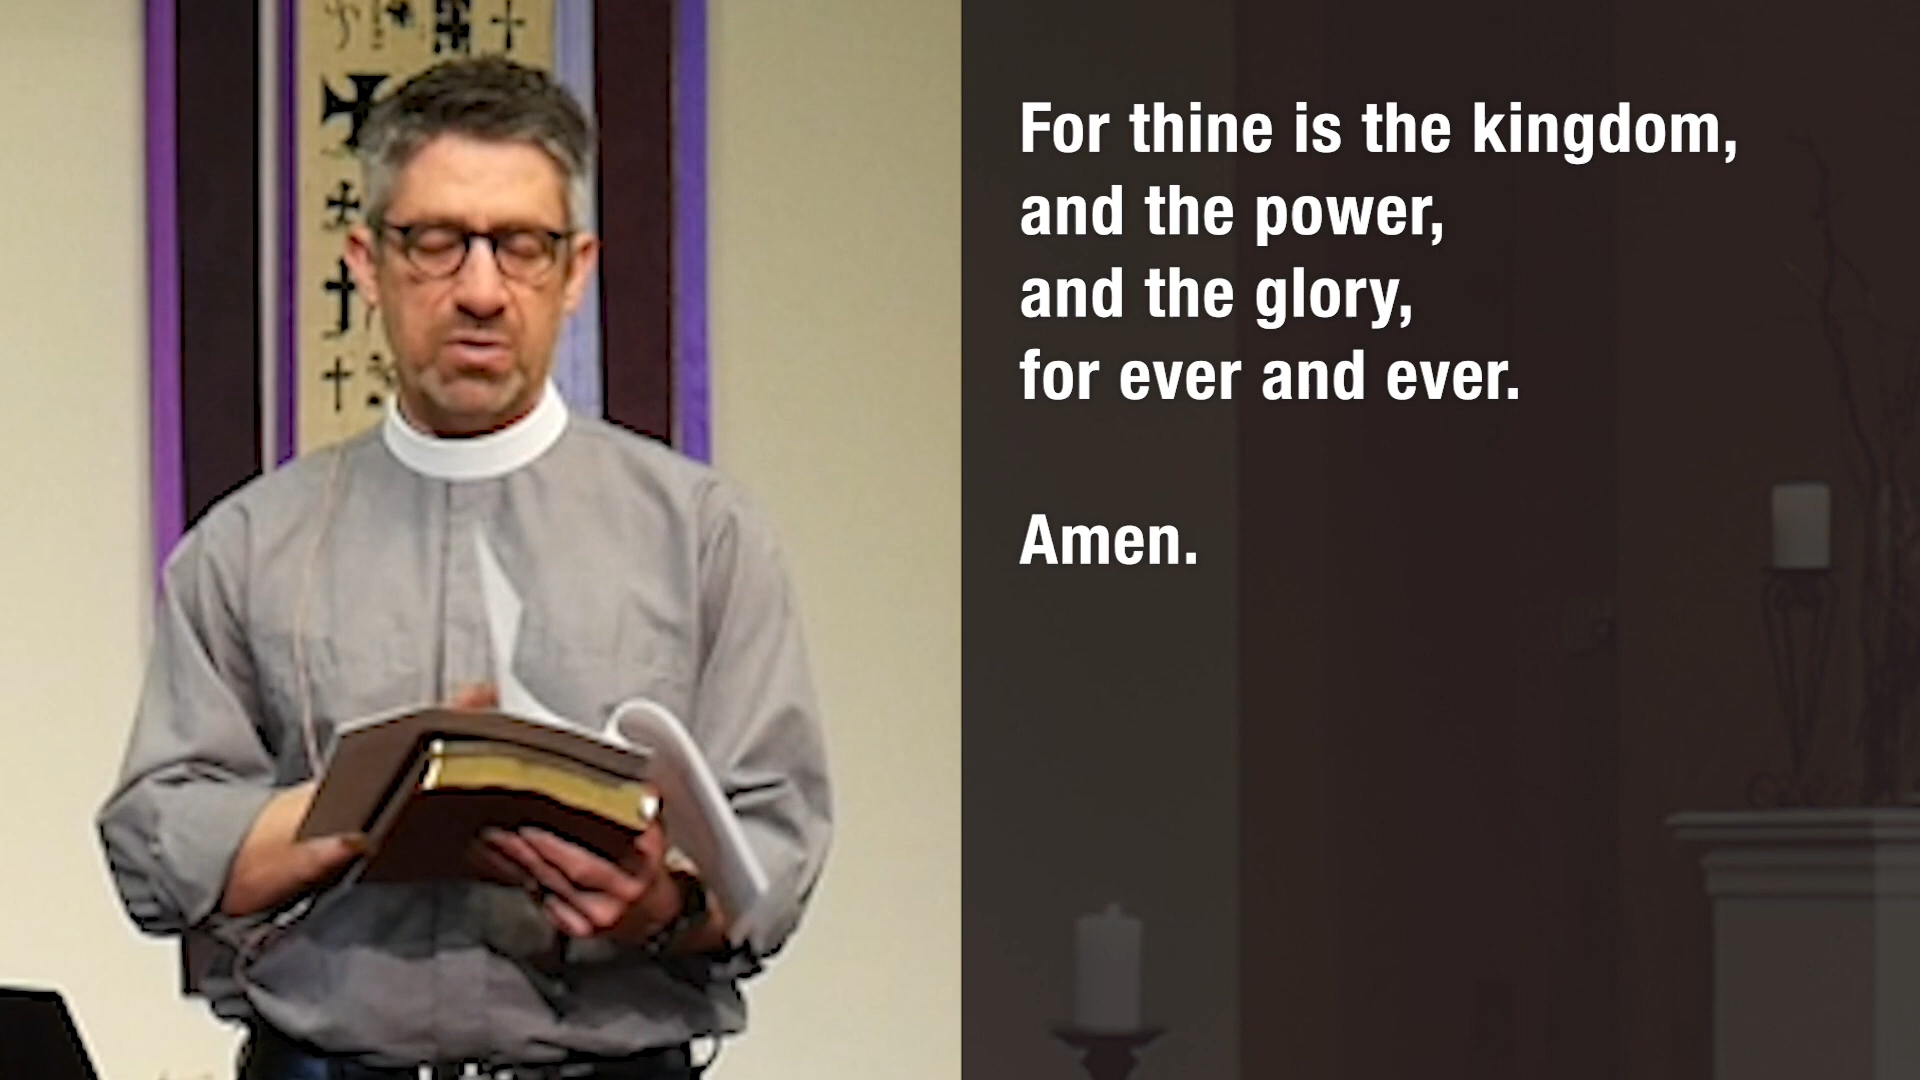 For thine is the kingdom,
and the power,
and the glory,
for ever and ever.
Amen.